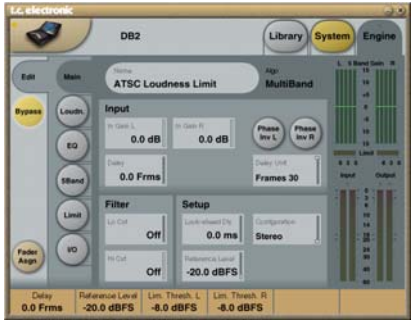 t.c. electronic
DB2
Library
System
Engine
Edit
Main
Name
ATSC Loudness Limit
Algo
MultiBand
L 5 Band Gain R
Bypass
Loudn.
EQ
5Band
Limit
I/O
Fader
Asgn
Input
In Gain L
0.0 dB
In Gain R
0.0 dB
Phase
Inv L
Phase
Inv R
Delay
0.0 Frms
Delay Unit
Frames 30
Filter
Lo Cut
Off
Hi Cut
Off
Setup
Look-ahead Dly
0.0 ms
Configuration
Stereo
Reference Level
-20.0 dBFS
Limit
Input
Output
Delay
0.0 Frms
Reference Level
-20.0 dBFS
Lim. Thresh. L
-8.0 dBFS
Lim. Thresh. R
-8.0 dBFS